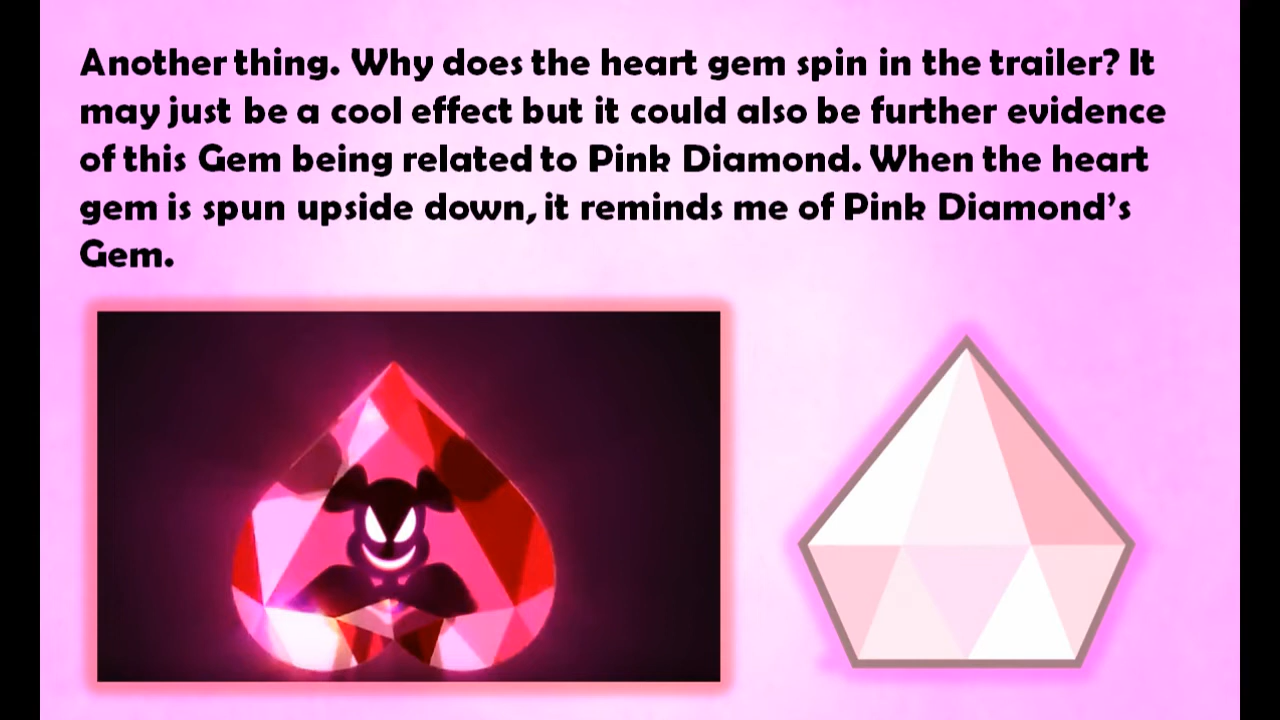 Another thing. Why does the heart gem spin in the trailer? It
may just be a cool effect but it could also be further evidence
of this Gem being related to Pink Diamond. When the heart
gem is spun upside down, it reminds me of Pink Diamond's
Gem.